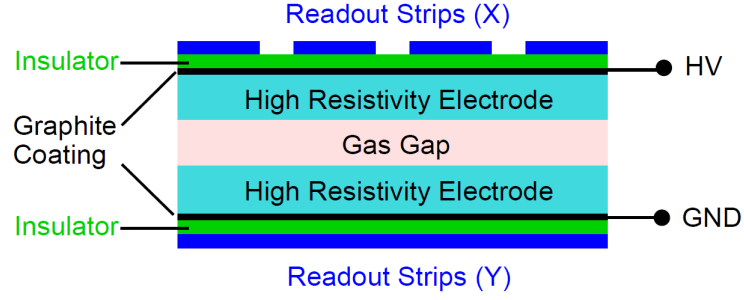 Readout Strips (X)
Insulator
HV
High Resistivity Electrode
Graphite
Coating
Gas Gap
High Resistivity Electrode
Insulator
GND
Readout Strips (Y)